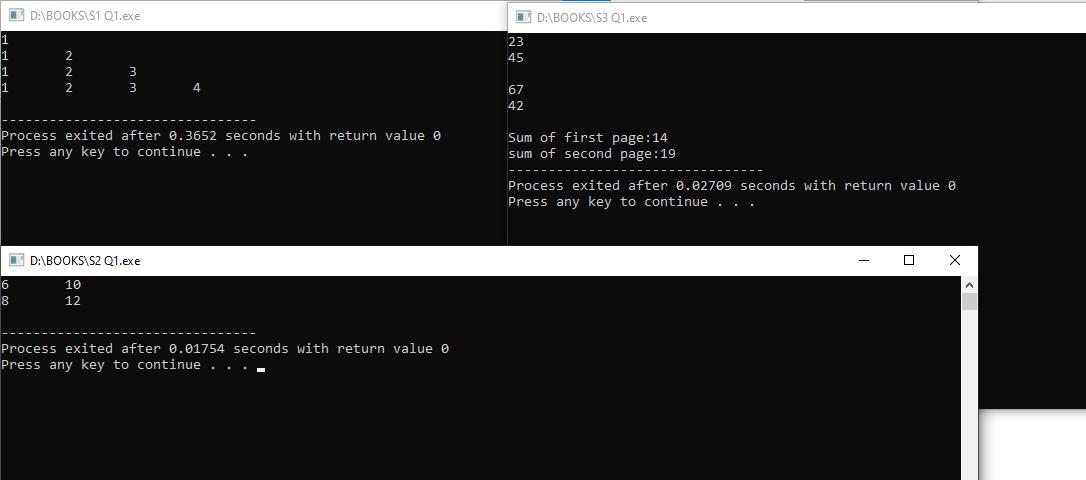 D:\BOOKS\S1 Q1.exe
1
1 2
1 2 3
1 2 3 4
--------------------------------
Process exited after 0.3652 seconds with return value 0
Press any key to continue . . .
D:\BOOKS\S3 Q1.exe
23
45
67
42
Sum of first page:14
sum of second page:19
--------------------------------
Process exited after 0.02709 seconds with return value 0
Press any key to continue . . .
D:\BOOKS\S2 Q1.exe
6 10
8 12
--------------------------------
Process exited after 0.01754 seconds with return value 0
Press any key to continue . . .